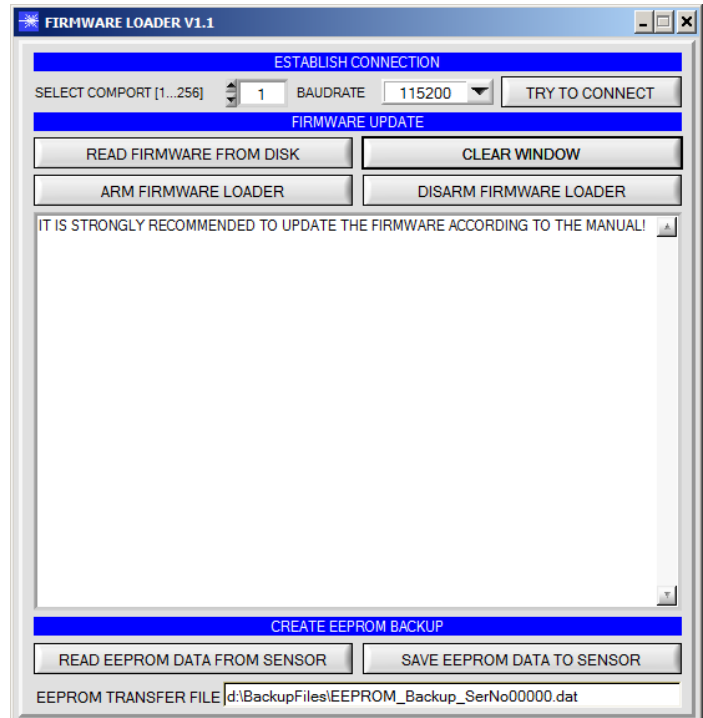 FIRMWARE LOADER V1.1
ESTABLISH CONNECTION
SELECT COMPORT [1...256] 1 BAUDRATE 115200 TRY TO CONNECT
FIRMWARE UPDATE
READ FIRMWARE FROM DISK CLEAR WINDOW
ARM FIRMWARE LOADER DISARM FIRMWARE LOADER
IT IS STRONGLY RECOMMENDED TO UPDATE THE FIRMWARE ACCORDING TO THE MANUAL!
CREATE EEPROM BACKUP
READ EEPROM DATA FROM SENSOR SAVE EEPROM DATA TO SENSOR
EEPROM TRANSFER FILE d:\BackupFiles\EEPROM_Backup_SerNo00000.dat